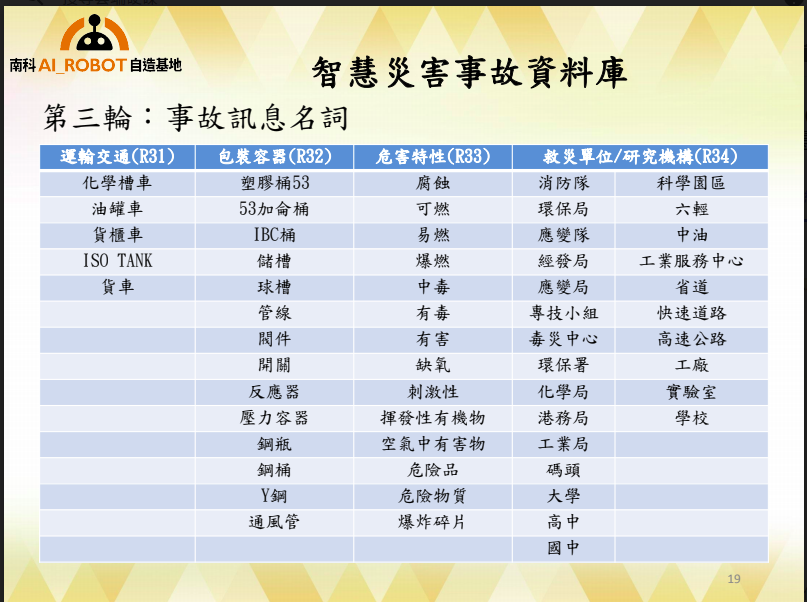 南科AI_ROBOT自造基地
智慧災害事故資料庫
第三輪：事故訊息名詞
運輸交通(R31) 包裝容器(R32) 危害特性(R33) 救災單位/研究機構(R34)
化學槽車 塑膠桶53 腐蝕 消防隊 科學園區
油罐車 53加侖桶 可燃 環保局 六輕
貨櫃車 IBC桶 易燃 應變隊 中油
ISO TANK 儲槽 爆燃 經發局 工業服務中心
貨車 球槽 中毒 應變局 省道
管線 有毒 專技小組 快速道路
閥件 有害 毒災中心 高速公路
開關 缺氧 環保署 工廠
反應器 刺激性 化學局 實驗室
壓力容器 揮發性有機物 港務局 學校
鋼瓶 空氣中有害物 工業局
鋼桶 危險品 碼頭
Y鋼 危險物質 大學
通風管 爆炸碎片 高中
國中
19